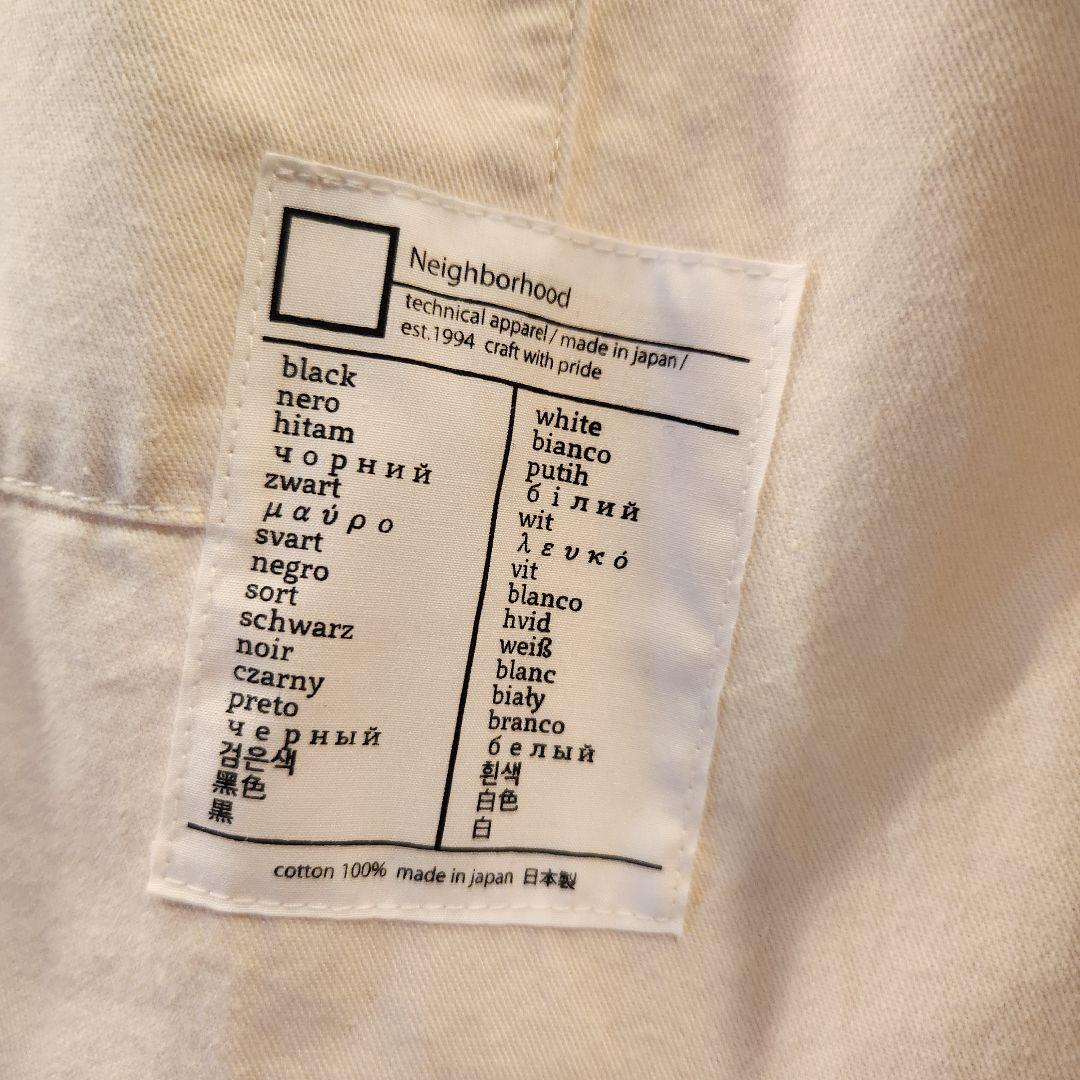 Neighborhood
technical apparel / made in japan /
est.1994 craft with pride
black
nero
hitam
чорний
zwart
μαύρο
svart
negro
sort
schwarz
noir
czarny
preto
черный
검은색
黑色
黒
white
bianco
putih
білий
wit
λευκό
vit
blanco
hvid
weiß
blanc
biały
branco
белый
흰색
白色
白
cotton 100% made in japan 日本製